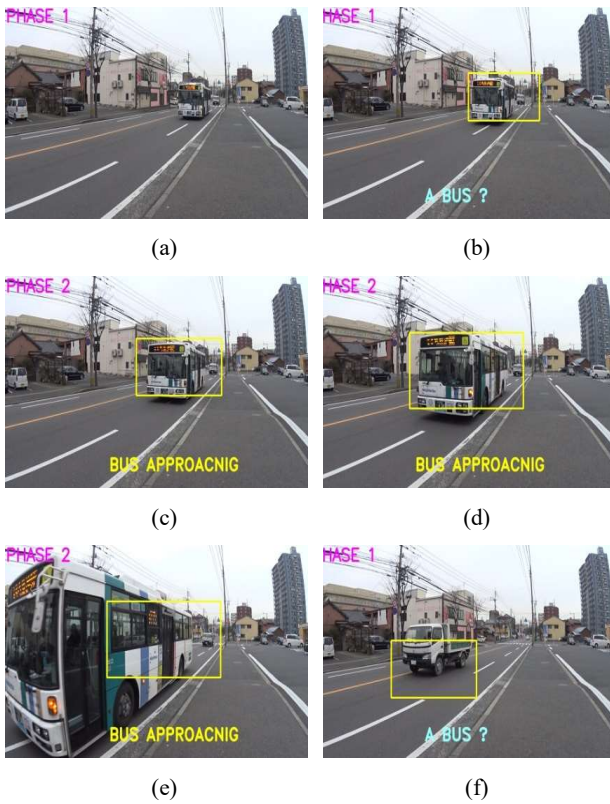 PHASE 1
HASE 1
A BUS ?
(a)
(b)
PHASE 2
HASE 2
BUS APPROACNIG
BUS APPROACNIG
(c)
(d)
PHASE 2
HASE 1
BUS APPROACNIG
A BUS ?
(e)
(f)